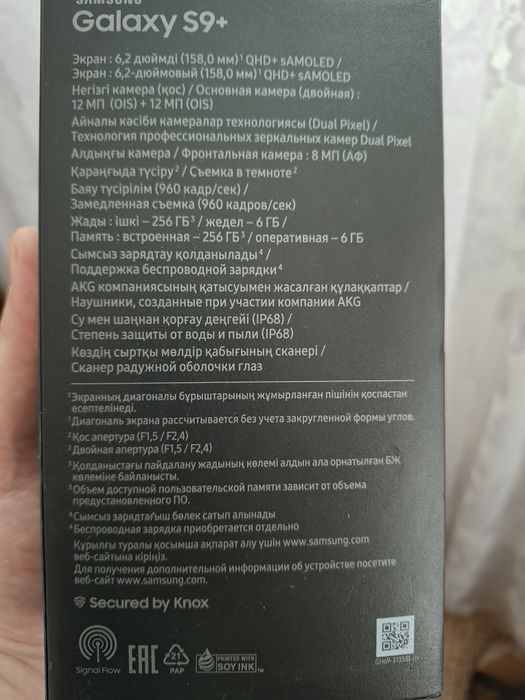 SAMSUNG
Galaxy S9+
Экран : 6,2 дюймді (158,0 мм)¹ QHD+ sAMOLED /
Экран : 6,2-дюймовый (158,0 мм)¹ QHD+ sAMOLED
Негізгі камера (қос) / Основная камера (двойная) :
12 МП (OIS) + 12 МП (OIS)
Айналы кәсіби камералар технологиясы (Dual Pixel) /
Технология профессиональных зеркальных камер Dual Pixel
Алдыңғы камера / Фронтальная камера : 8 МП (АФ)
Қараңғыда түсіру² / Съемка в темноте²
Баяу түсірілім (960 кадр/сек) /
Замедленная съемка (960 кадров/сек)
Жады : ішкі – 256 ГБ³ / жедел – 6 ГБ /
Память : встроенная – 256 ГБ³ / оперативная – 6 ГБ
Сымсыз зарядтау қолданылады⁴ /
Поддержка беспроводной зарядки⁴
AKG компаниясының қатысуымен жасалған құлаққаптар /
Наушники, созданные при участии компании AKG
Су мен шаңнан қорғау деңгейі (IP68) /
Степень защиты от воды и пыли (IP68)
Көздің сыртқы мөлдір қабығының сканері /
Сканер радужной оболочки глаз
¹Экранның диагоналы бұрыштарының жұмырланған пішінін қоспастан
есептелінеді.
¹Диагональ экрана рассчитывается без учета закругленной формы углов.
²Қос апертура (F1,5 / F2,4)
²Двойная апертура (F1,5 / F2,4)
³Қолданыстағы пайдалану жадының көлемі алдын ала орнатылған БЖ
көлеміне байланысты.
³Объем доступной пользовательской памяти зависит от объема
предустановленного ПО.
⁴Сымсыз зарядтағыш бөлек сатып алынады
⁴Беспроводная зарядка приобретается отдельно
Құрылғы туралы қосымша ақпарат алу үшін www.samsung.com
веб-сайтына кіріңіз.
Для получения дополнительной информации об устройстве посетите
веб-сайт www.samsung.com.
Secured by Knox
Signal Flow
EAC
21
PAP
PRINTED WITH
SOY INK™